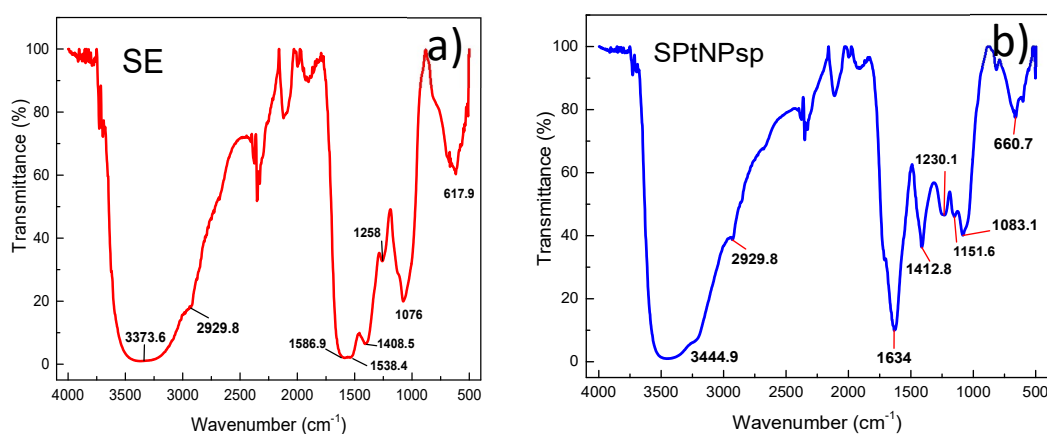 a)
SE
100
80
60
40
20
0
Transmittance (%)
3373.6
2929.8
1586.9
1538.4
1408.5
1258
1076
617.9
4000 3500 3000 2500 2000 1500 1000 500
Wavenumber (cm⁻¹)
b)
SPtNPsp
100
80
60
40
20
0
Transmittance (%)
3444.9
2929.8
1634
1412.8
1230.1
1151.6
1083.1
660.7
4000 3500 3000 2500 2000 1500 1000 500
Wavenumber (cm⁻¹)